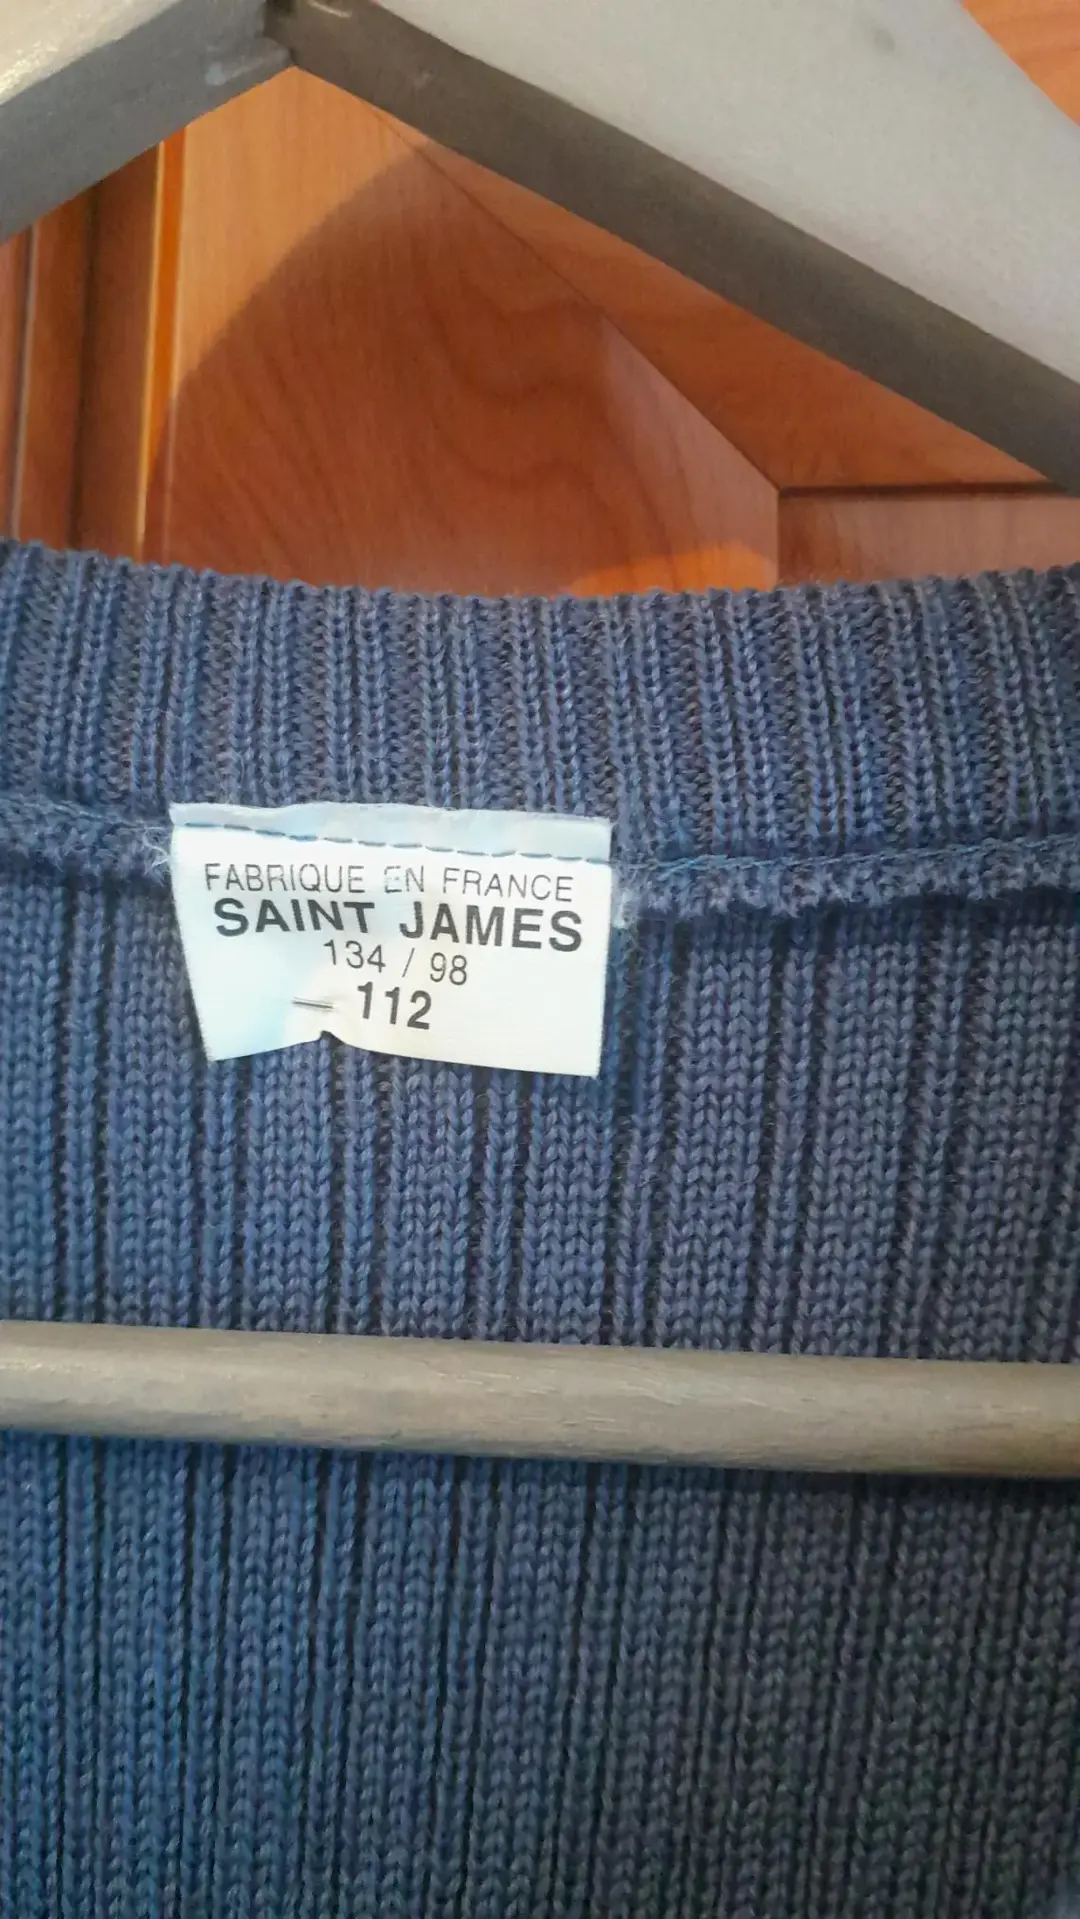 FABRIQUE EN FRANCE
SAINT JAMES
134 / 98
112